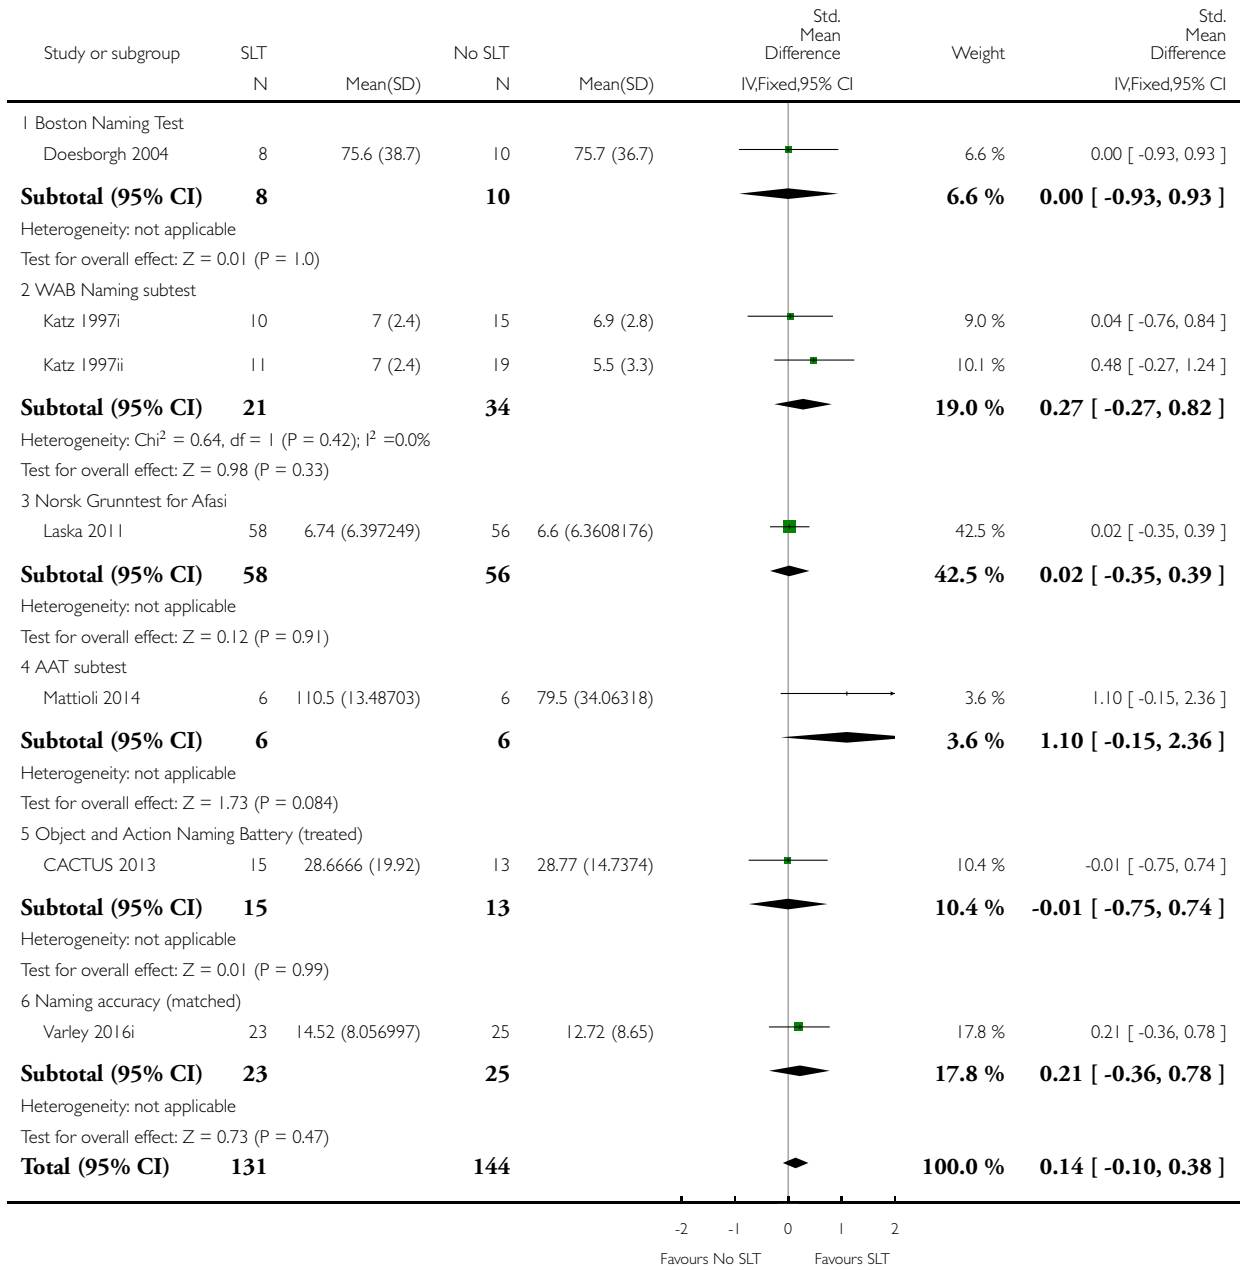 Std. Mean Difference Std. Mean Difference
Study or subgroup SLT No SLT Weight
N Mean(SD) N Mean(SD) IV,Fixed,95% CI IV,Fixed,95% CI
1 Boston Naming Test
Doesborgh 2004 8 75.6 (38.7) 10 75.7 (36.7) 6.6 % 0.00 [ -0.93, 0.93 ]
Subtotal (95% CI) 8 10 6.6 % 0.00 [ -0.93, 0.93 ]
Heterogeneity: not applicable
Test for overall effect: Z = 0.01 (P = 1.0)
2 WAB Naming subtest
Katz 1997i 10 7 (2.4) 15 6.9 (2.8) 9.0 % 0.04 [ -0.76, 0.84 ]
Katz 1997ii 11 7 (2.4) 19 5.5 (3.3) 10.1 % 0.48 [ -0.27, 1.24 ]
Subtotal (95% CI) 21 34 19.0 % 0.27 [ -0.27, 0.82 ]
Heterogeneity: Chi² = 0.64, df = 1 (P = 0.42); I² =0.0%
Test for overall effect: Z = 0.98 (P = 0.33)
3 Norsk Grunntest for Afasi
Laska 2011 58 6.74 (6.397249) 56 6.6 (6.3608176) 42.5 % 0.02 [ -0.35, 0.39 ]
Subtotal (95% CI) 58 56 42.5 % 0.02 [ -0.35, 0.39 ]
Heterogeneity: not applicable
Test for overall effect: Z = 0.12 (P = 0.91)
4 AAT subtest
Mattioli 2014 6 110.5 (13.48703) 6 79.5 (34.06318) 3.6 % 1.10 [ -0.15, 2.36 ]
Subtotal (95% CI) 6 6 3.6 % 1.10 [ -0.15, 2.36 ]
Heterogeneity: not applicable
Test for overall effect: Z = 1.73 (P = 0.084)
5 Object and Action Naming Battery (treated)
CACTUS 2013 15 28.6666 (19.92) 13 28.77 (14.7374) 10.4 % -0.01 [ -0.75, 0.74 ]
Subtotal (95% CI) 15 13 10.4 % -0.01 [ -0.75, 0.74 ]
Heterogeneity: not applicable
Test for overall effect: Z = 0.01 (P = 0.99)
6 Naming accuracy (matched)
Varley 2016i 23 14.52 (8.056997) 25 12.72 (8.65) 17.8 % 0.21 [ -0.36, 0.78 ]
Subtotal (95% CI) 23 25 17.8 % 0.21 [ -0.36, 0.78 ]
Heterogeneity: not applicable
Test for overall effect: Z = 0.73 (P = 0.47)
Total (95% CI) 131 144 100.0 % 0.14 [ -0.10, 0.38 ]
-2 -1 0 1 2
Favours No SLT Favours SLT